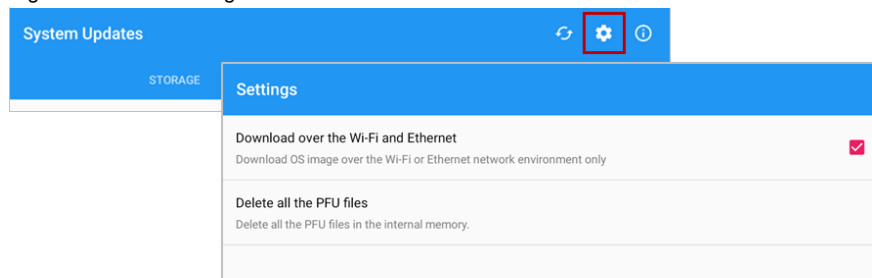 System Updates
STORAGE
Settings
Download over the Wi-Fi and Ethernet
Download OS image over the Wi-Fi or Ethernet network environment only
Delete all the PFU files
Delete all the PFU files in the internal memory.